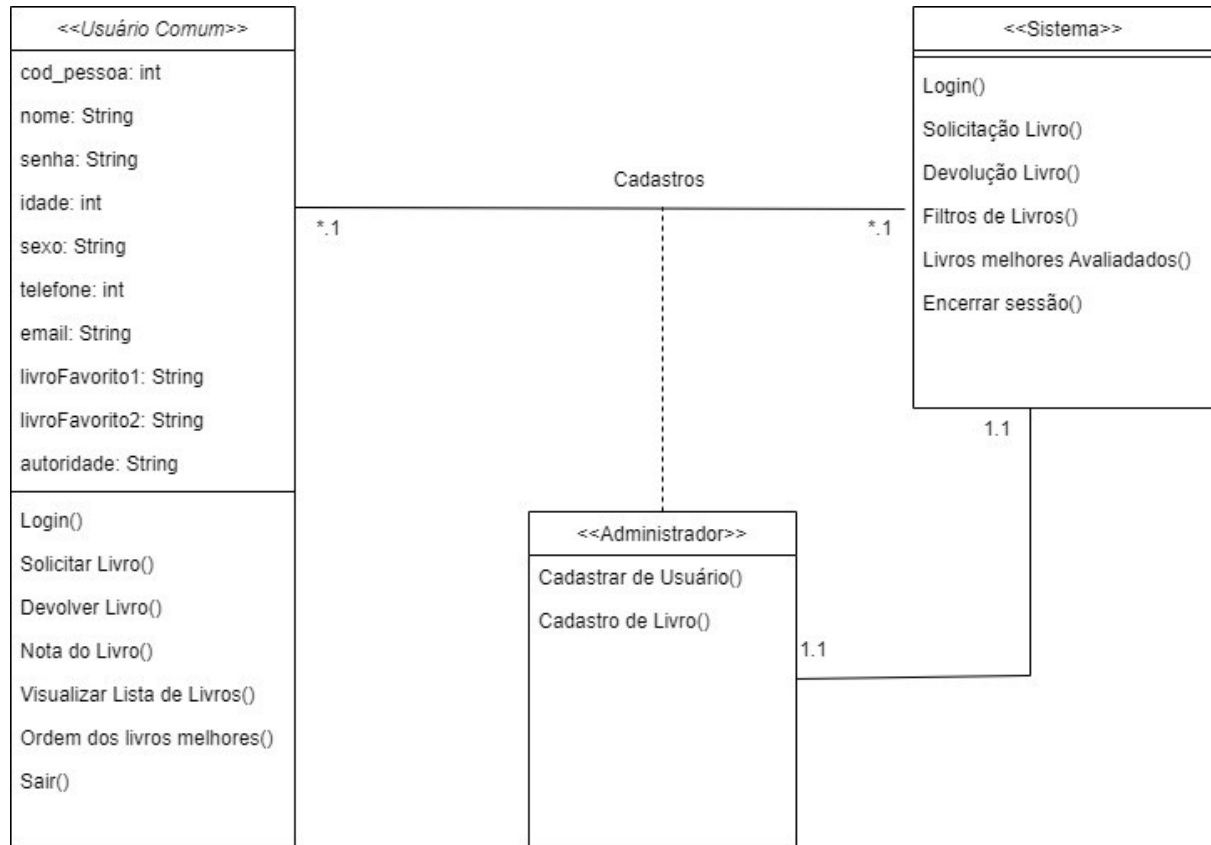 <<Usuário Comum>>
cod_pessoa: int
nome: String
senha: String
idade: int
sexo: String
telefone: int
email: String
livroFavorito1: String
livroFavorito2: String
autoridade: String
Login()
Solicitar Livro()
Devolver Livro()
Nota do Livro()
Visualizar Lista de Livros()
Ordem dos livros melhores()
Sair()
Cadastros
*.1
*.1
<<Sistema>>
Login()
Solicitação Livro()
Devolução Livro()
Filtros de Livros()
Livros melhores Avaliadados()
Encerrar sessão()
1.1
<<Administrador>>
Cadastrar de Usuário()
Cadastro de Livro()
1.1